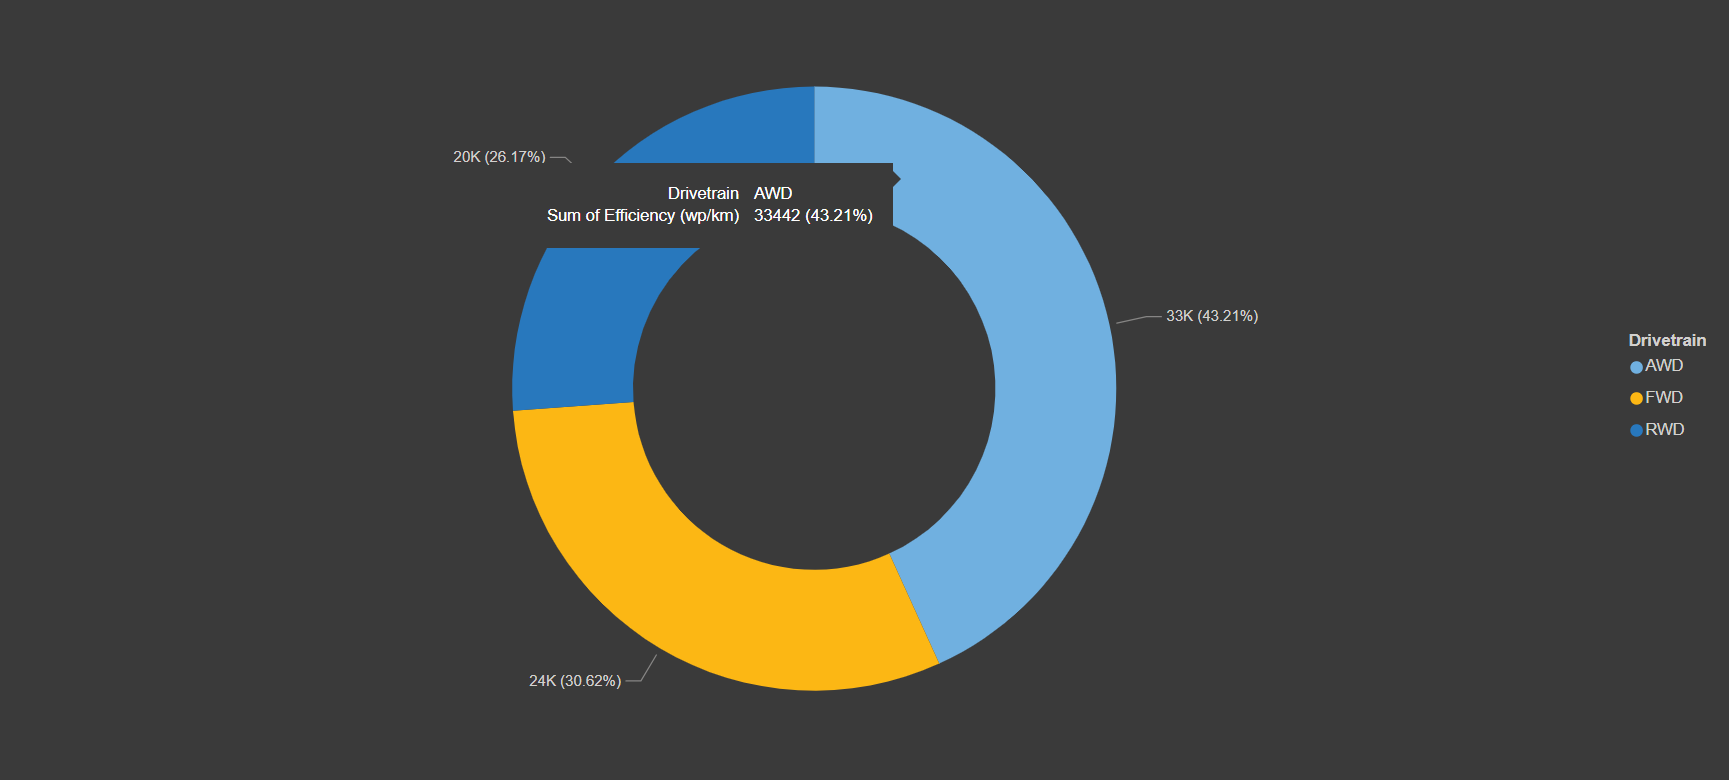 20K (26.17%)
Drivetrain AWD
Sum of Efficiency (wp/km) 33442 (43.21%)
33K (43.21%)
24K (30.62%)
Drivetrain
AWD
FWD
RWD